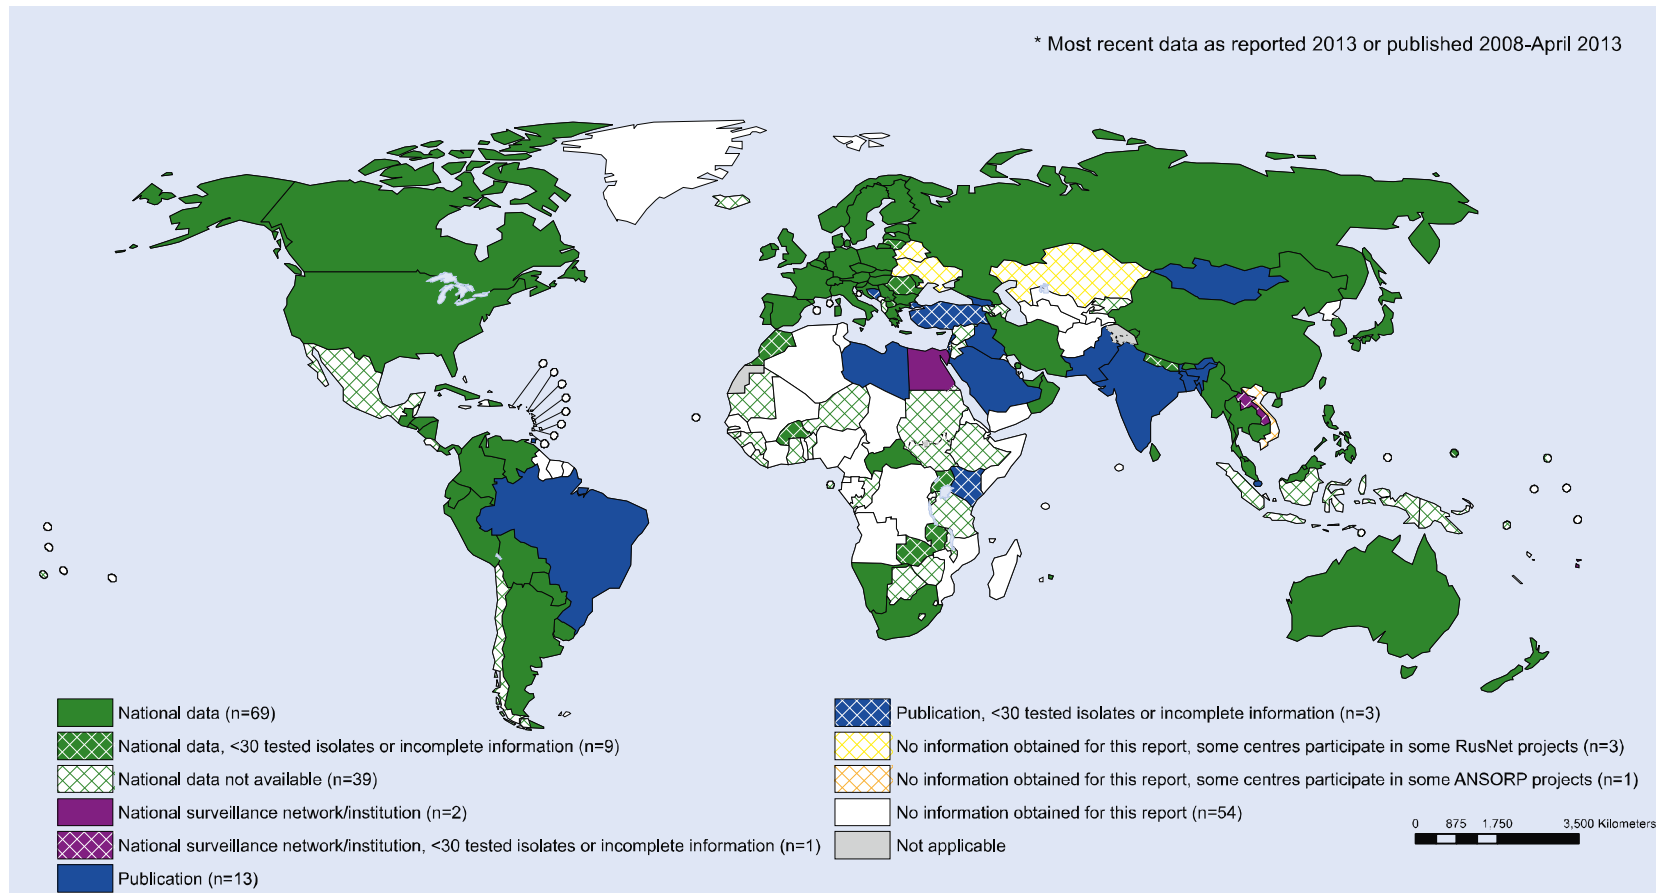 * Most recent data as reported 2013 or published 2008-April 2013
National data (n=69)
National data, <30 tested isolates or incomplete information (n=9)
National data not available (n=39)
National surveillance network/institution (n=2)
National surveillance network/institution, <30 tested isolates or incomplete information (n=1)
Publication (n=13)
Publication, <30 tested isolates or incomplete information (n=3)
No information obtained for this report, some centres participate in some RusNet projects (n=3)
No information obtained for this report, some centres participate in some ANSORP projects (n=1)
No information obtained for this report (n=54)
Not applicable
0 875 1,750 3,500 Kilometers